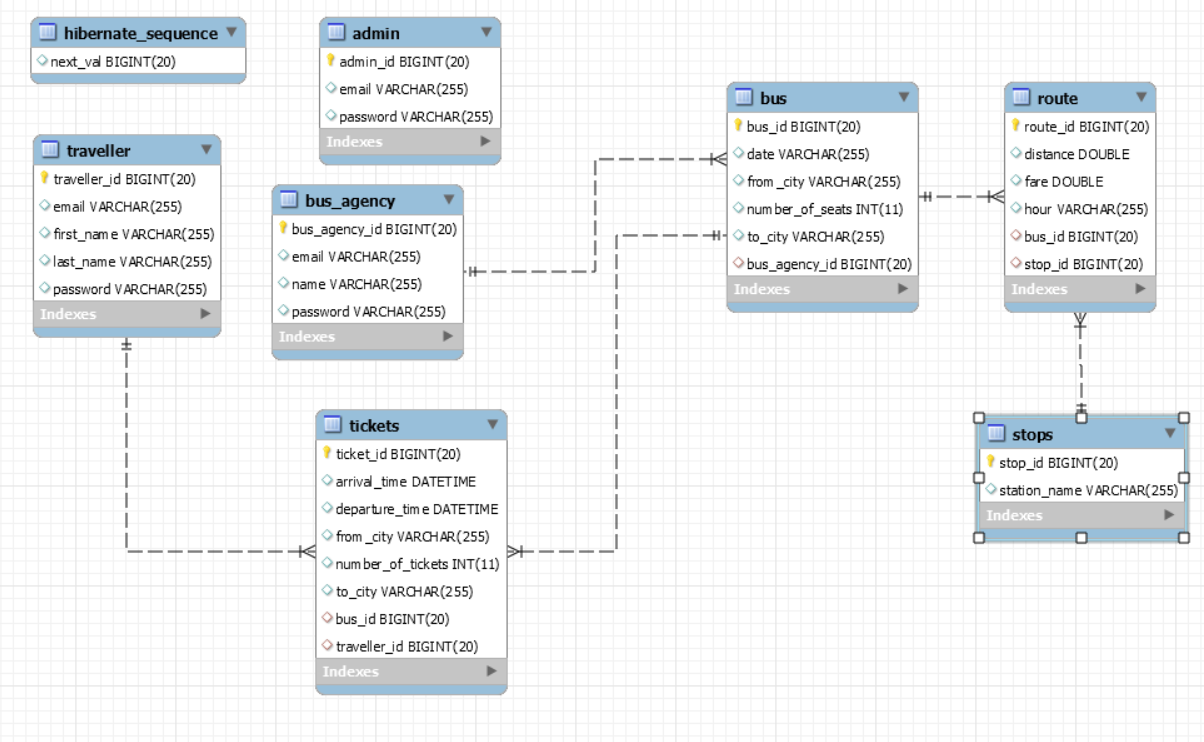 hibernate_sequence
next_val BIGINT(20)
admin
admin_id BIGINT(20)
email VARCHAR(255)
password VARCHAR(255)
Indexes
traveller
traveller_id BIGINT(20)
email VARCHAR(255)
first_name VARCHAR(255)
last_name VARCHAR(255)
password VARCHAR(255)
Indexes
bus_agency
bus_agency_id BIGINT(20)
email VARCHAR(255)
name VARCHAR(255)
password VARCHAR(255)
Indexes
bus
bus_id BIGINT(20)
date VARCHAR(255)
from_city VARCHAR(255)
number_of_seats INT(11)
to_city VARCHAR(255)
bus_agency_id BIGINT(20)
Indexes
route
route_id BIGINT(20)
distance DOUBLE
fare DOUBLE
hour VARCHAR(255)
bus_id BIGINT(20)
stop_id BIGINT(20)
Indexes
tickets
ticket_id BIGINT(20)
arrival_time DATETIME
departure_time DATETIME
from_city VARCHAR(255)
number_of_tickets INT(11)
to_city VARCHAR(255)
bus_id BIGINT(20)
traveller_id BIGINT(20)
Indexes
stops
stop_id BIGINT(20)
station_name VARCHAR(255)
Indexes